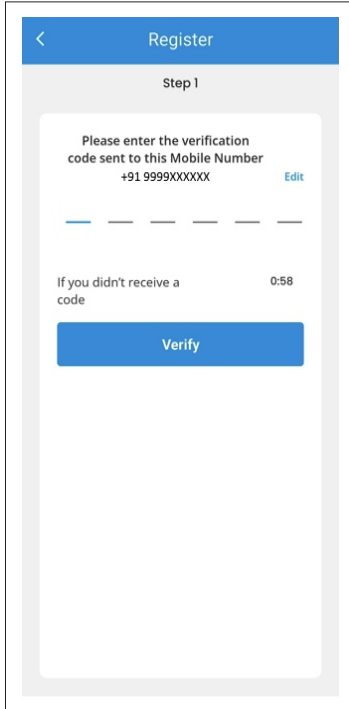 Register
Step 1
Please enter the verification
code sent to this Mobile Number
+91 9999XXXXXX Edit
If you didn't receive a 0:58
code
Verify